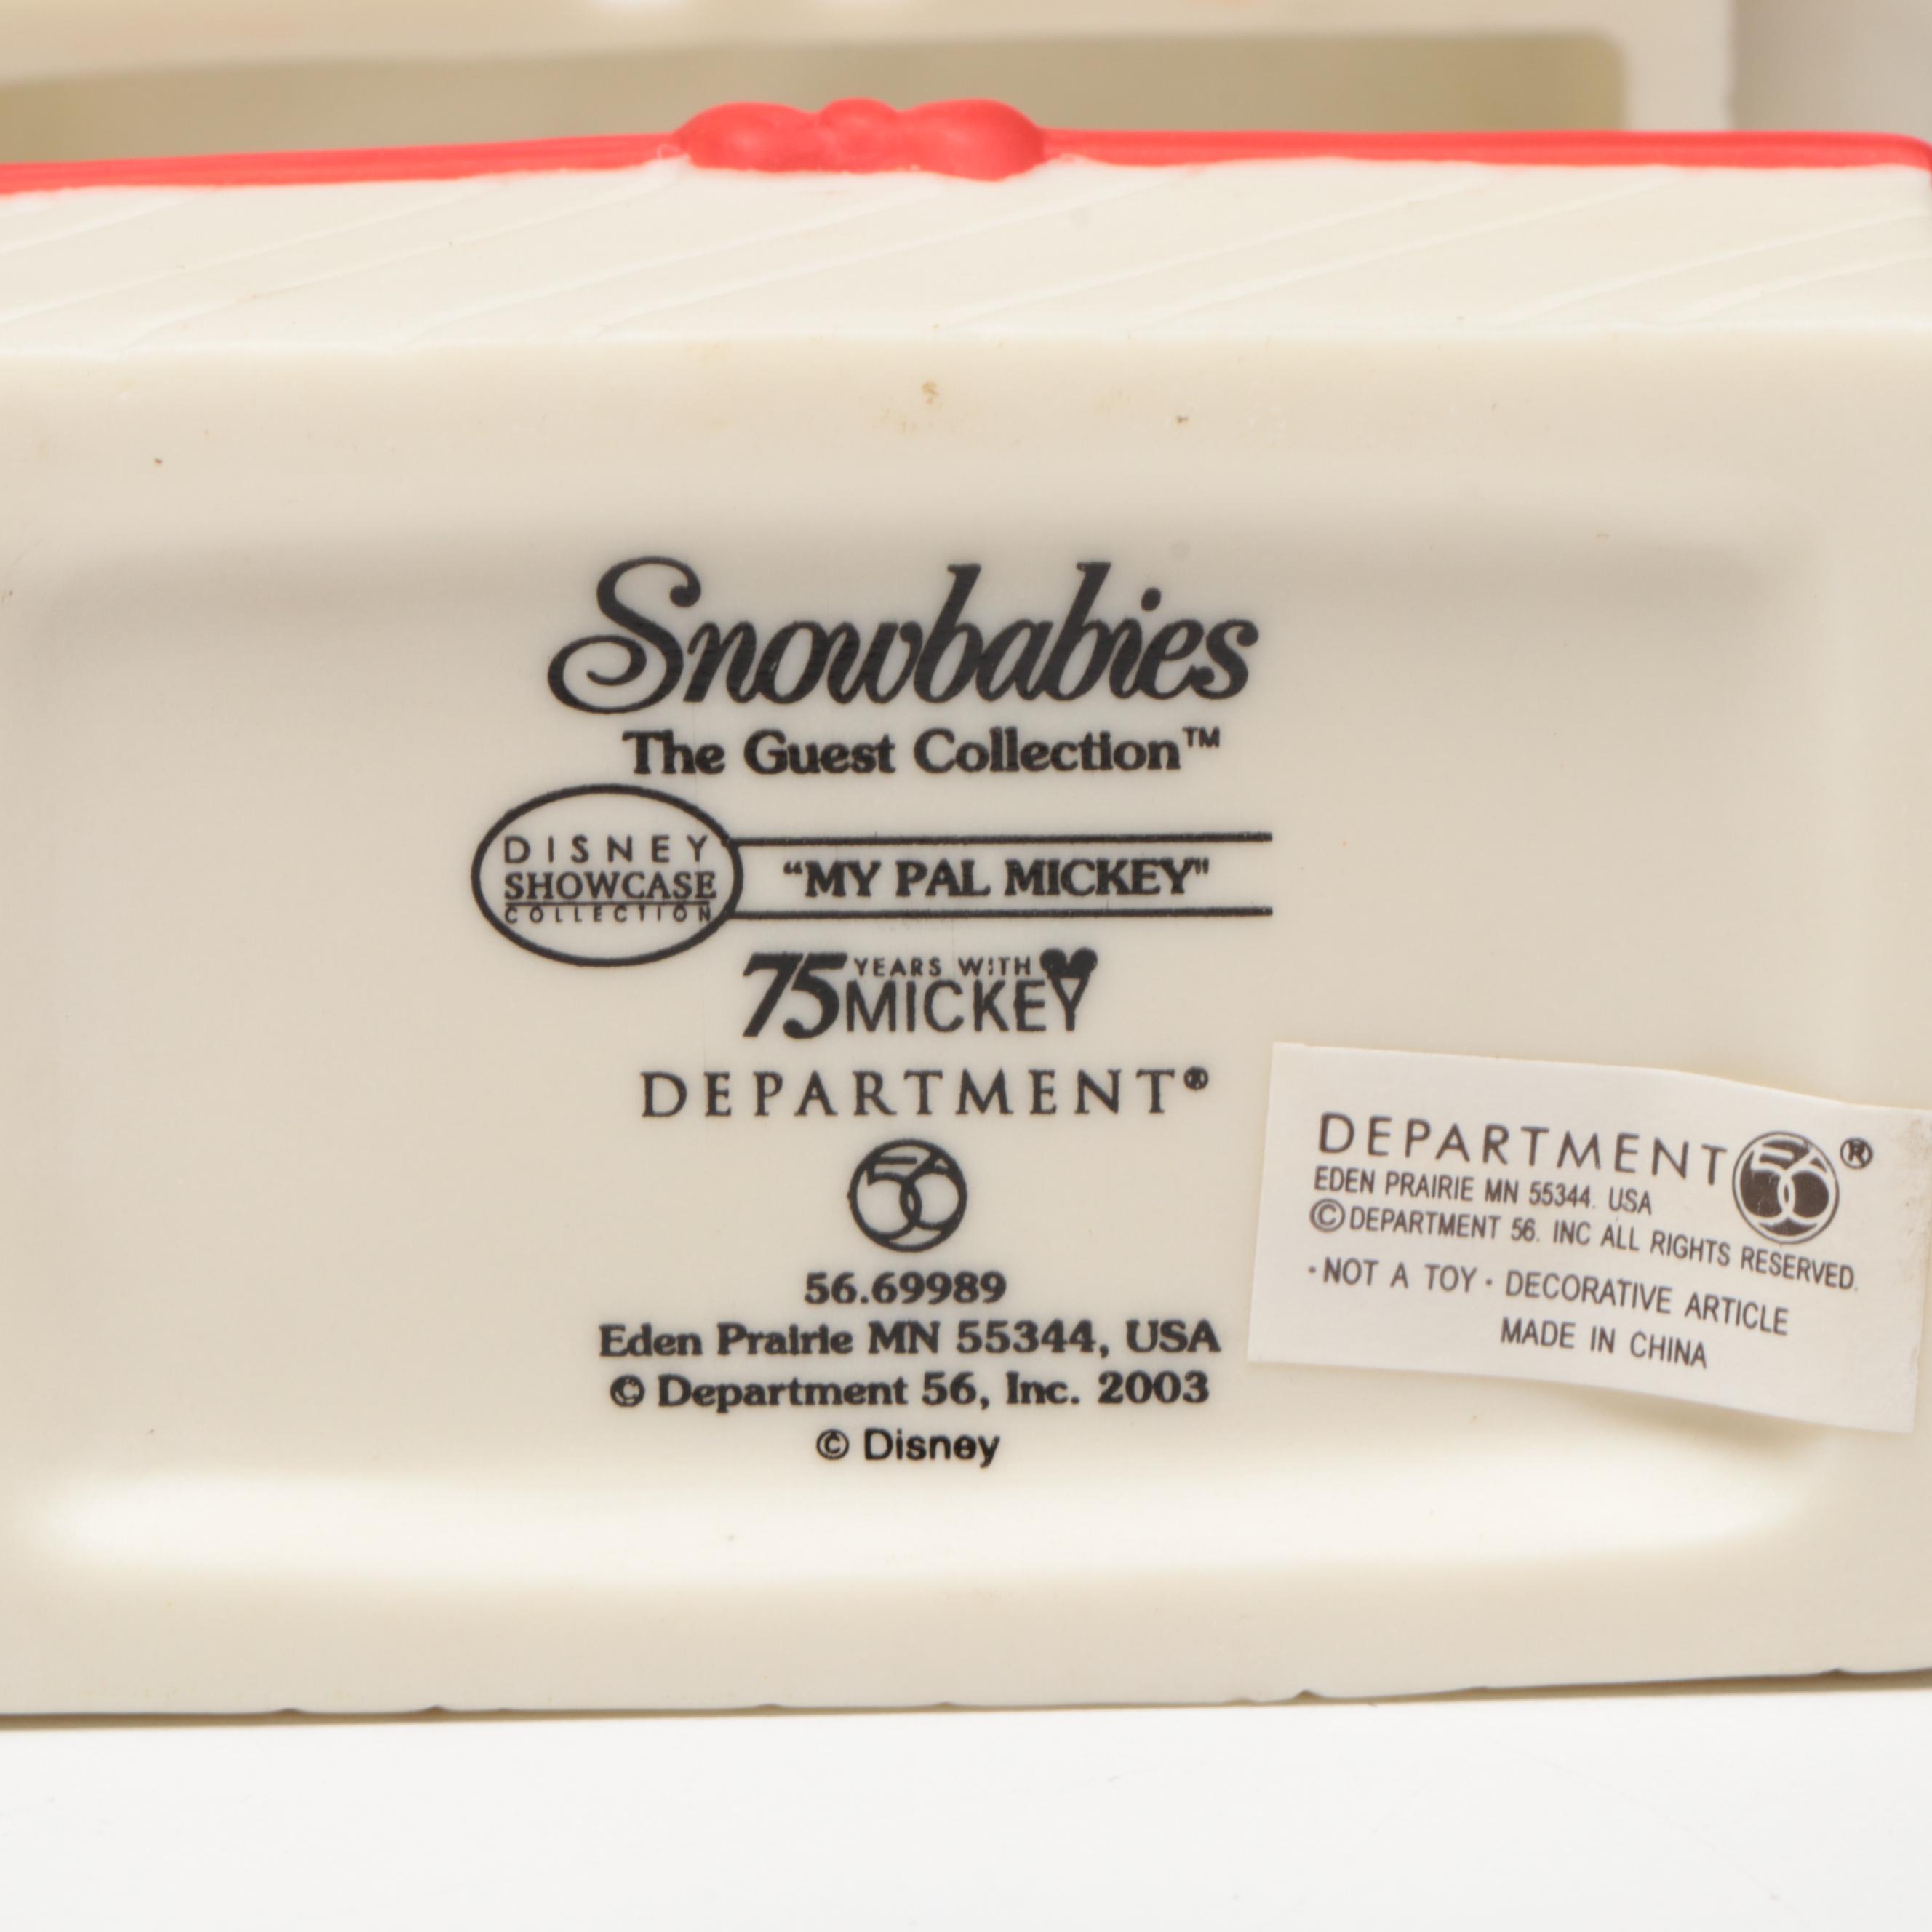 Snowbabies
The Guest Collection™
DISNEY
SHOWCASE
COLLECTION
"MY PAL MICKEY"
75 YEARS WITH
MICKEY
DEPARTMENT®
56
56.69989
Eden Prairie MN 55344, USA
© Department 56, Inc. 2003
© Disney
DEPARTMENT 56 ®
EDEN PRAIRIE MN 55344. USA
© DEPARTMENT 56. INC ALL RIGHTS RESERVED.
·NOT A TOY · DECORATIVE ARTICLE
MADE IN CHINA